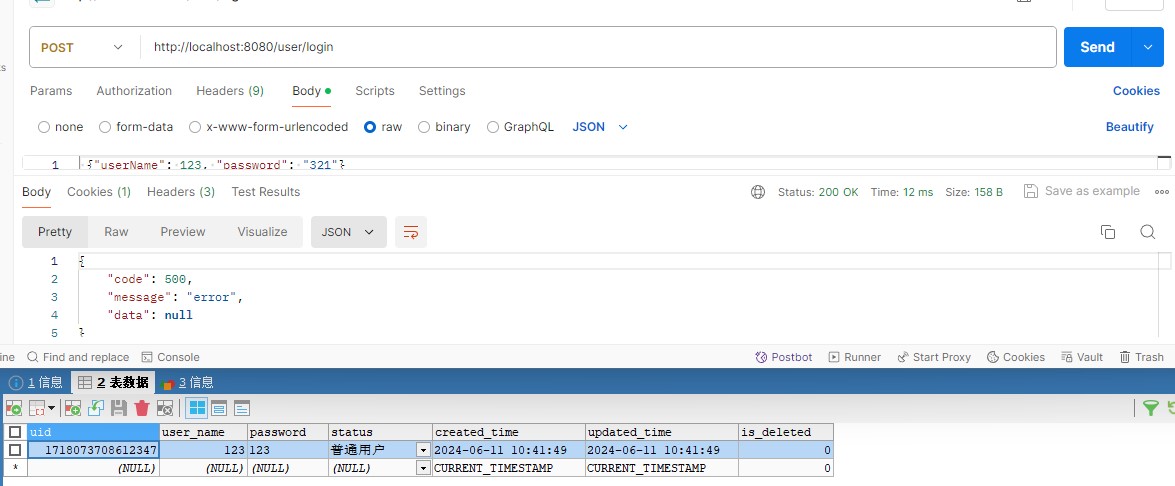 POST http://localhost:8080/user/login Send
Params Authorization Headers (9) Body Scripts Settings Cookies
none form-data x-www-form-urlencoded raw binary GraphQL JSON Beautify
1 {"userName": 123, "password": "321"}
Body Cookies (1) Headers (3) Test Results Status: 200 OK Time: 12 ms Size: 158 B Save as example
Pretty Raw Preview Visualize JSON
1 {
2 "code": 500,
3 "message": "error",
4 "data": null
5 }
ine Find and replace Console Postbot Runner Start Proxy Cookies Vault Trash
1 信息 2 表数据 3 信息
uid user_name password status created_time updated_time is_deleted
1718073708612347 123 123 普通用户 2024-06-11 10:41:49 2024-06-11 10:41:49 0
* (NULL) (NULL) (NULL) (NULL) CURRENT_TIMESTAMP CURRENT_TIMESTAMP 0